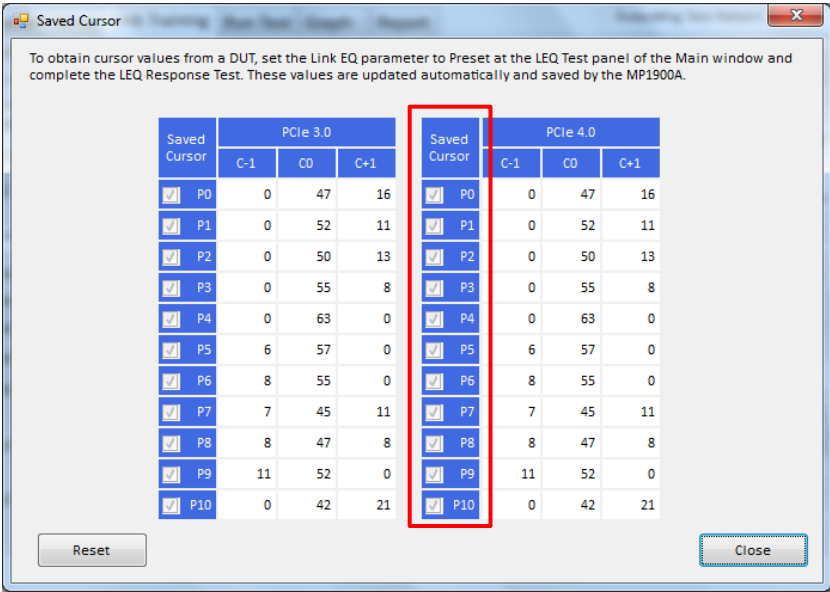 Saved Cursor
To obtain cursor values from a DUT, set the Link EQ parameter to Preset at the LEQ Test panel of the Main window and
complete the LEQ Response Test. These values are updated automatically and saved by the MP1900A.
Saved Cursor PCIe 3.0 Saved Cursor PCIe 4.0
C-1 C0 C+1 C-1 C0 C+1
P0 0 47 16 P0 0 47 16
P1 0 52 11 P1 0 52 11
P2 0 50 13 P2 0 50 13
P3 0 55 8 P3 0 55 8
P4 0 63 0 P4 0 63 0
P5 6 57 0 P5 6 57 0
P6 8 55 0 P6 8 55 0
P7 7 45 11 P7 7 45 11
P8 8 47 8 P8 8 47 8
P9 11 52 0 P9 11 52 0
P10 0 42 21 P10 0 42 21
Reset Close